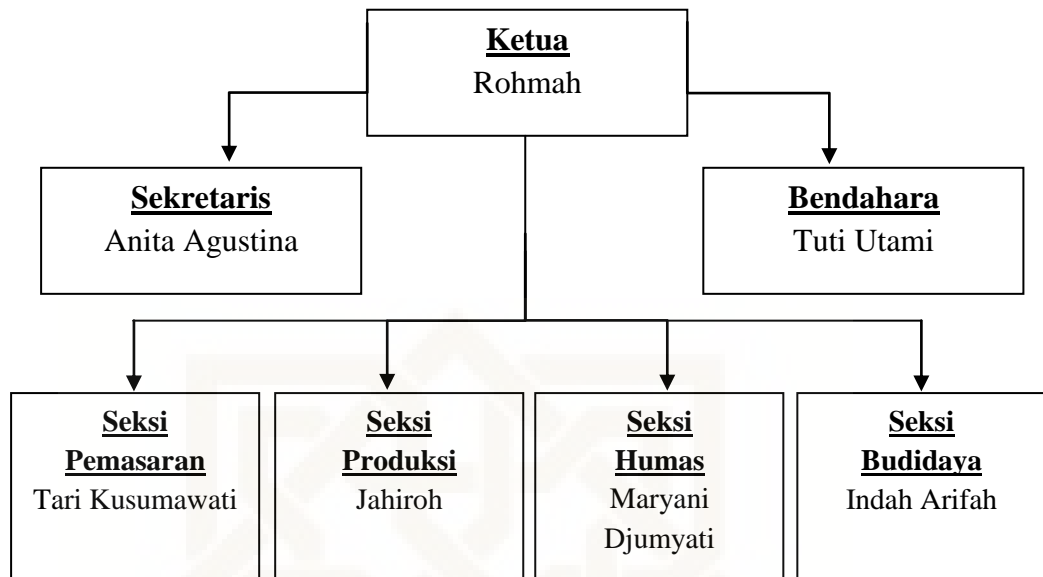 Ketua
Rohmah
Sekretaris
Anita Agustina
Bendahara
Tuti Utami
Seksi
Pemasaran
Tari Kusumawati
Seksi
Produksi
Jahiroh
Seksi
Humas
Maryani
Djumyati
Seksi
Budidaya
Indah Arifah